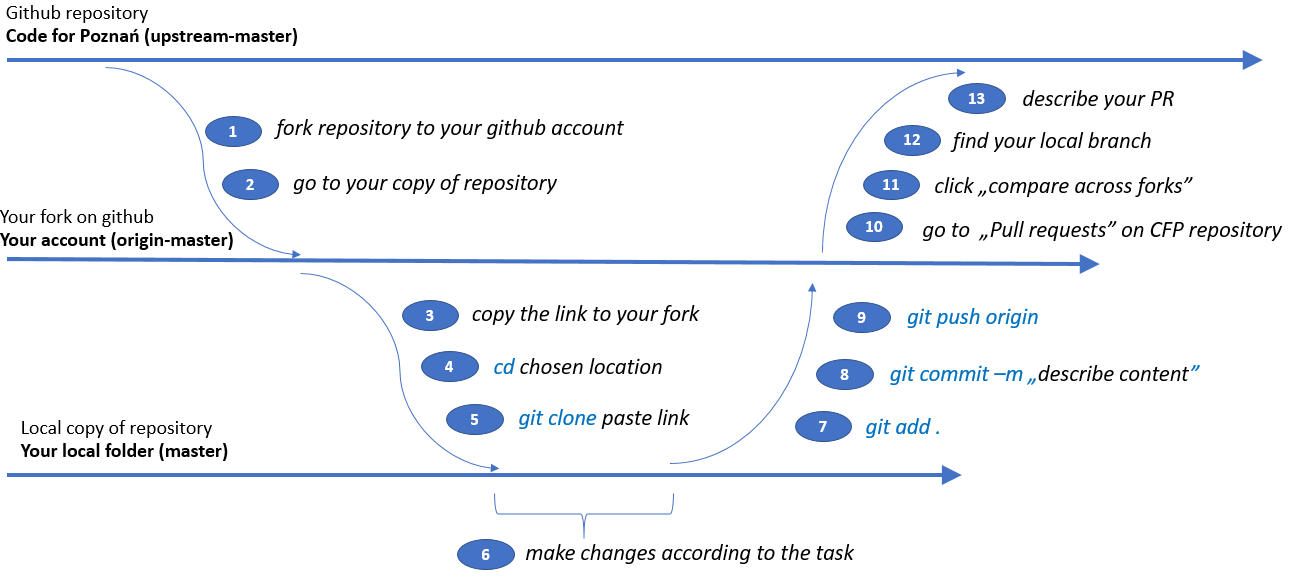 Github repository
Code for Poznań (upstream-master)
1 fork repository to your github account
2 go to your copy of repository
Your fork on github
Your account (origin-master)
3 copy the link to your fork
4 cd chosen location
5 git clone paste link
Local copy of repository
Your local folder (master)
6 make changes according to the task
7 git add .
8 git commit –m „describe content”
9 git push origin
10 go to „Pull requests” on CFP repository
11 click „compare across forks”
12 find your local branch
13 describe your PR